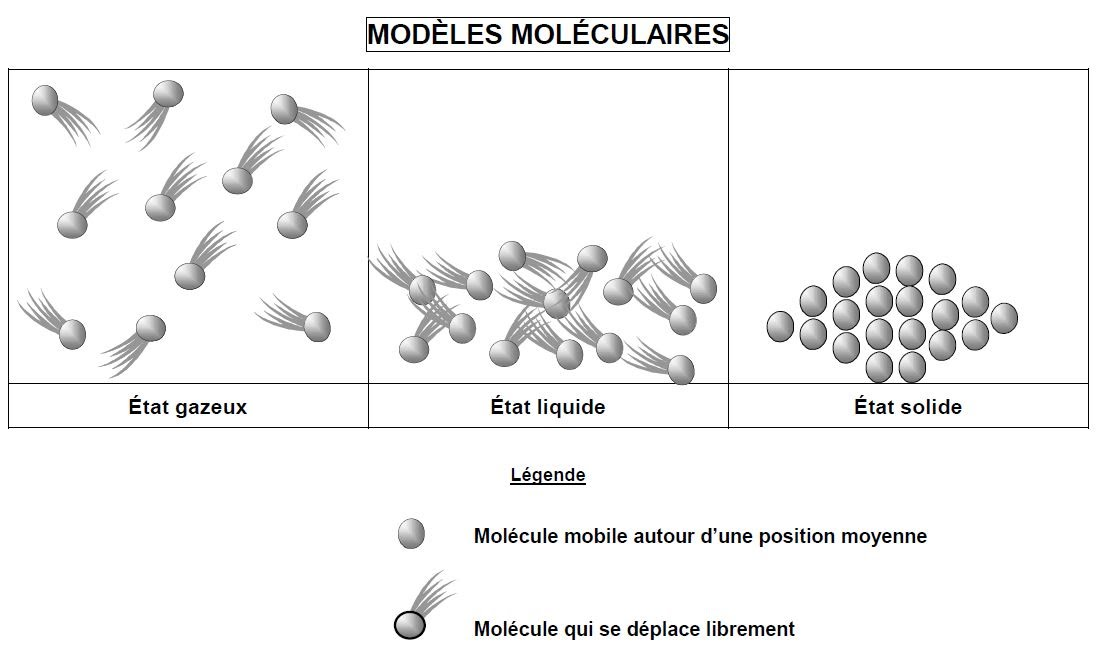 MODÈLES MOLÉCULAIRES
État gazeux
État liquide
État solide
Légende
Molécule mobile autour d’une position moyenne
Molécule qui se déplace librement